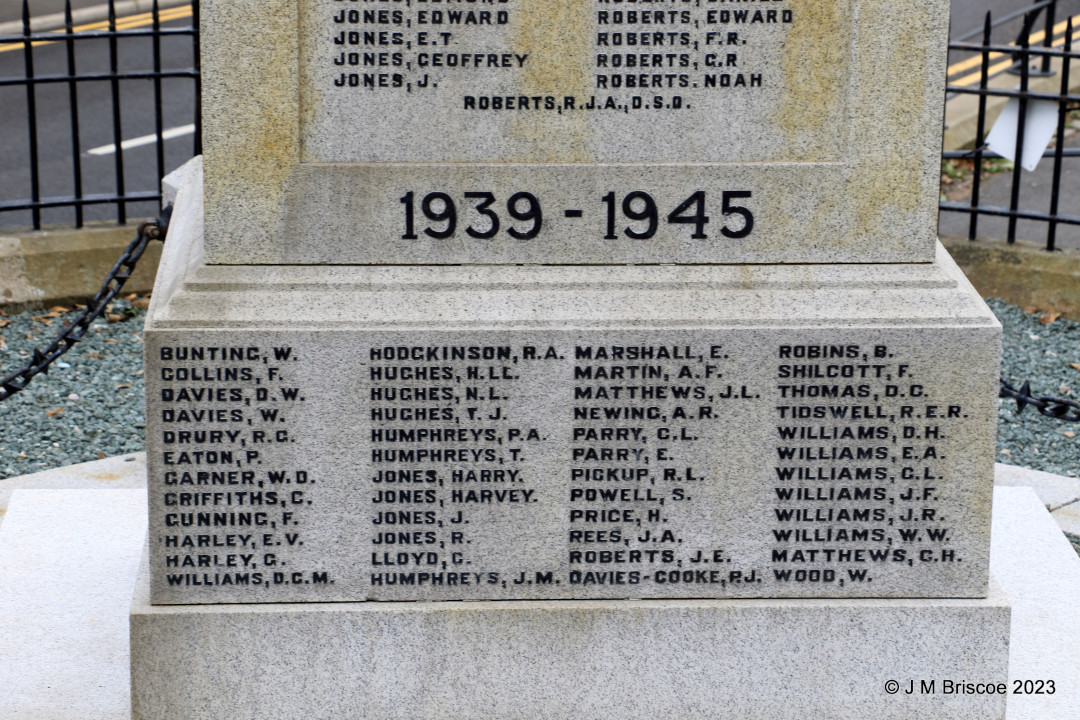 JONES, EDWARD
JONES, E.T
JONES, GEOFFREY
JONES, J.
ROBERTS, EDWARD
ROBERTS, F.R.
ROBERTS, G.R
ROBERTS. NOAH
ROBERTS, R.J.A., D.S.O.
1939 - 1945
BUNTING, W.
COLLINS, F.
DAVIES, D.W.
DAVIES, W.
DRURY, R.G.
EATON, P.
GARNER, W.D.
GRIFFITHS, C.
GUNNING, F.
HARLEY, E.V.
HARLEY, G.
WILLIAMS, D.G.M.
HODGKINSON, R.A.
HUGHES, H.LL.
HUGHES, N.L.
HUGHES, T.J.
HUMPHREYS, P.A.
HUMPHREYS, T.
JONES, HARRY.
JONES, HARVEY.
JONES, J.
JONES, R.
LLOYD, G.
HUMPHREYS, J.M.
MARSHALL, E.
MARTIN, A.F.
MATTHEWS, J.L.
NEWING, A.R.
PARRY, C.L.
PARRY, E.
PICKUP, R.L.
POWELL, S.
PRICE, H.
REES, J.A.
ROBERTS, J.E.
DAVIES-COOKE, P.J.
ROBINS, B.
SHILCOTT, F.
THOMAS, D.G.
TIDSWELL, R.E.R.
WILLIAMS, D.H.
WILLIAMS, E.A.
WILLIAMS, G.L.
WILLIAMS, J.F.
WILLIAMS, J.R.
WILLIAMS, W.W.
MATTHEWS, G.H.
WOOD, W.
© J M Briscoe 2023